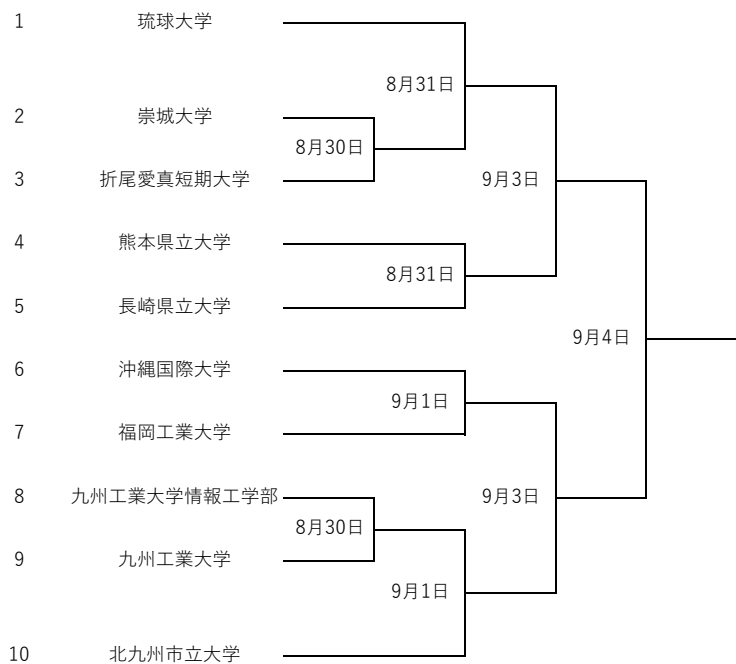 1 琉球大学
8月31日
2 崇城大学
8月30日
3 折尾愛真短期大学
9月3日
4 熊本県立大学
8月31日
5 長崎県立大学
9月4日
6 沖縄国際大学
9月1日
7 福岡工業大学
8 九州工業大学情報工学部
9月3日
8月30日
9 九州工業大学
9月1日
10 北九州市立大学